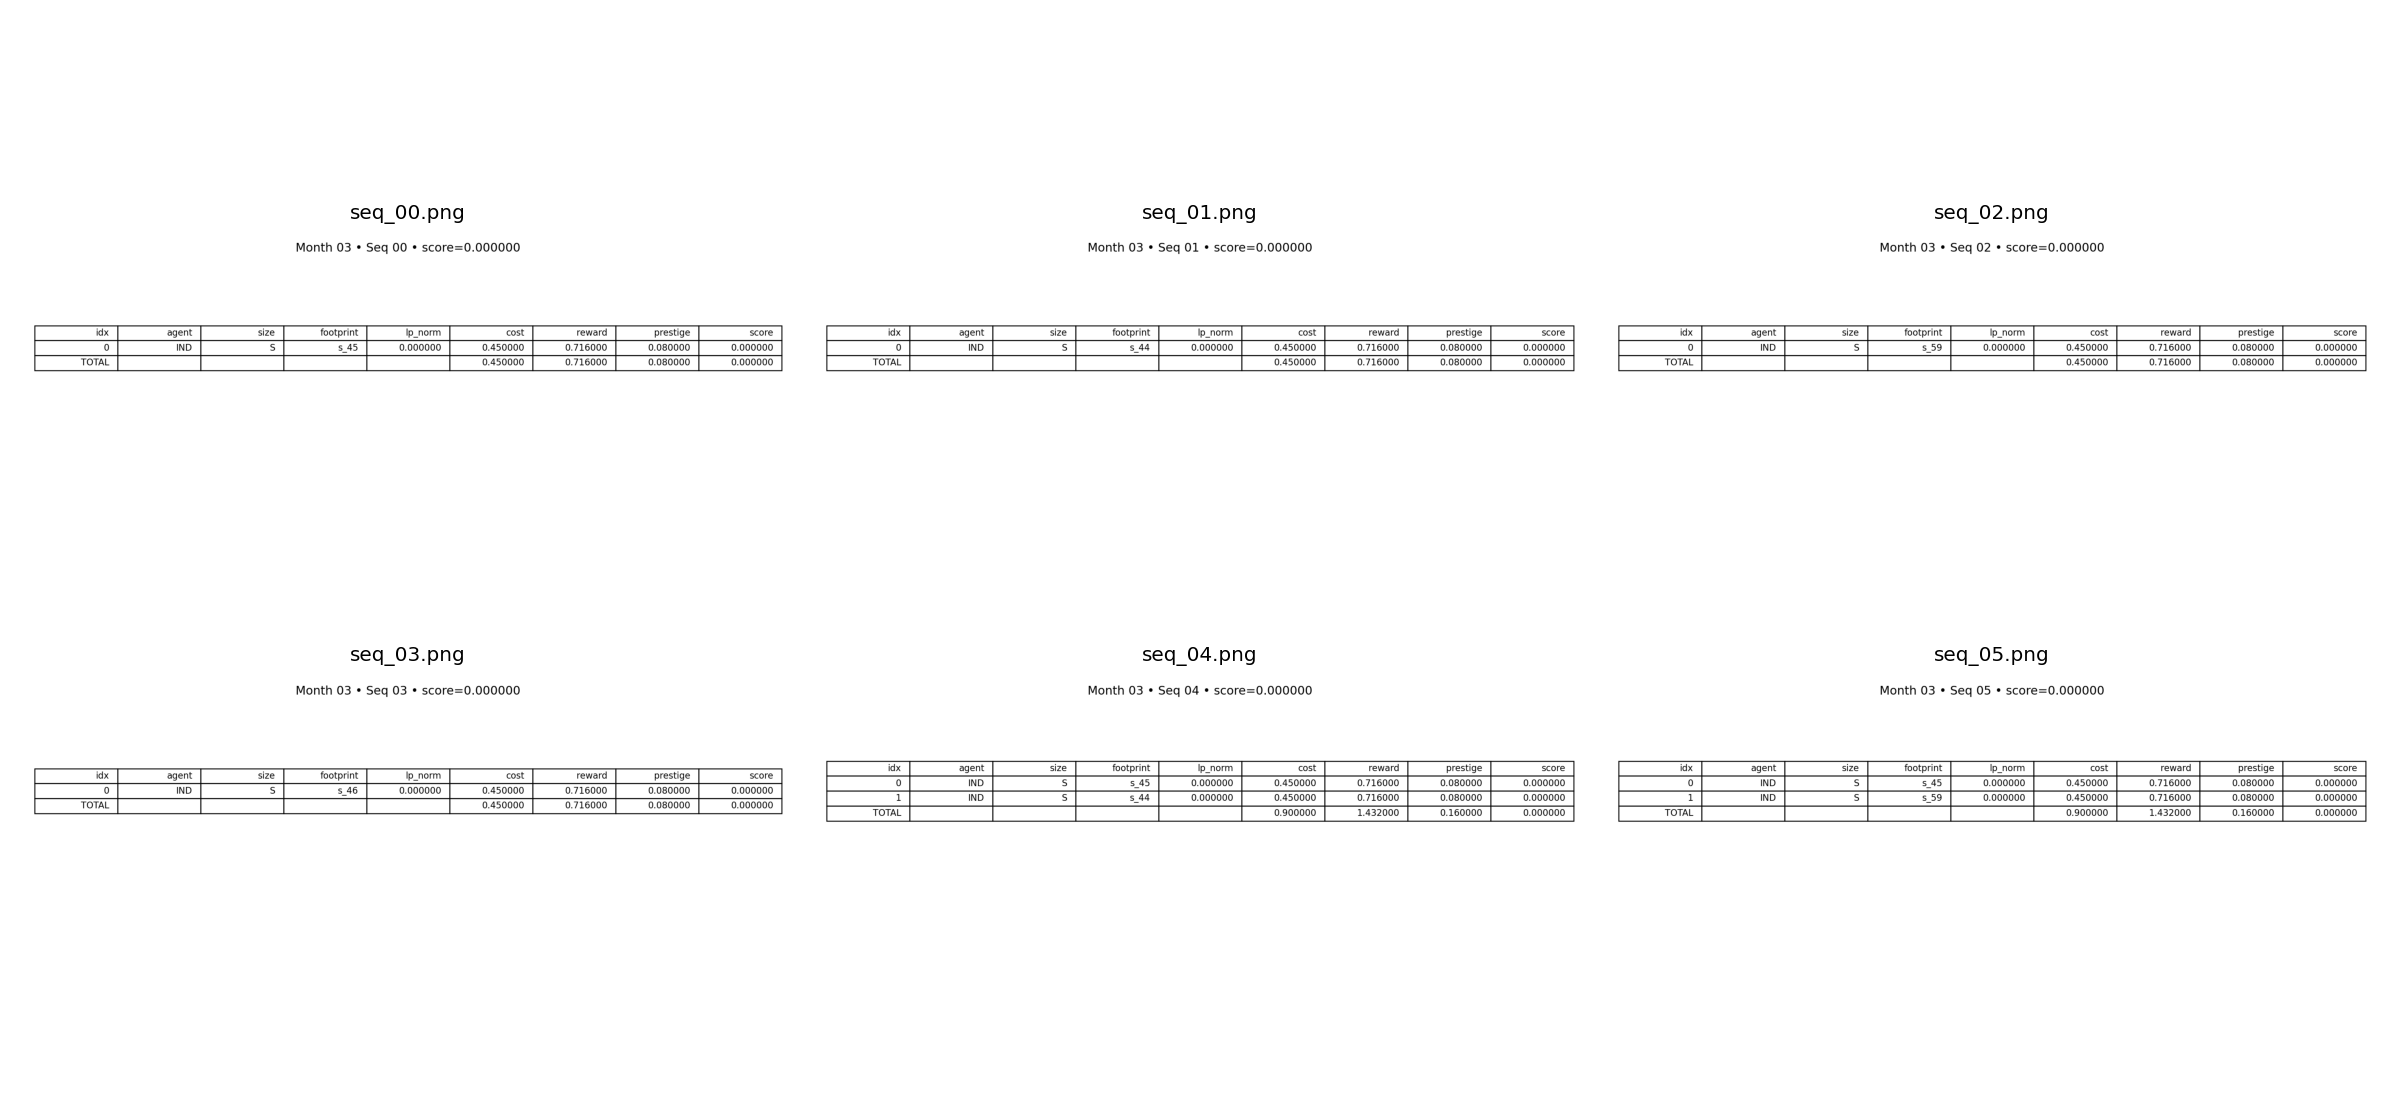 seq_00.png
Month 03 • Seq 00 • score=0.000000
idx agent size footprint lp_norm cost reward prestige score
0 IND S s_45 0.000000 0.450000 0.716000 0.080000 0.000000
TOTAL 0.450000 0.716000 0.080000 0.000000
seq_01.png
Month 03 • Seq 01 • score=0.000000
idx agent size footprint lp_norm cost reward prestige score
0 IND S s_44 0.000000 0.450000 0.716000 0.080000 0.000000
TOTAL 0.450000 0.716000 0.080000 0.000000
seq_02.png
Month 03 • Seq 02 • score=0.000000
idx agent size footprint lp_norm cost reward prestige score
0 IND S s_59 0.000000 0.450000 0.716000 0.080000 0.000000
TOTAL 0.450000 0.716000 0.080000 0.000000
seq_03.png
Month 03 • Seq 03 • score=0.000000
idx agent size footprint lp_norm cost reward prestige score
0 IND S s_46 0.000000 0.450000 0.716000 0.080000 0.000000
TOTAL 0.450000 0.716000 0.080000 0.000000
seq_04.png
Month 03 • Seq 04 • score=0.000000
idx agent size footprint lp_norm cost reward prestige score
0 IND S s_45 0.000000 0.450000 0.716000 0.080000 0.000000
1 IND S s_44 0.000000 0.450000 0.716000 0.080000 0.000000
TOTAL 0.900000 1.432000 0.160000 0.000000
seq_05.png
Month 03 • Seq 05 • score=0.000000
idx agent size footprint lp_norm cost reward prestige score
0 IND S s_45 0.000000 0.450000 0.716000 0.080000 0.000000
1 IND S s_59 0.000000 0.450000 0.716000 0.080000 0.000000
TOTAL 0.900000 1.432000 0.160000 0.000000